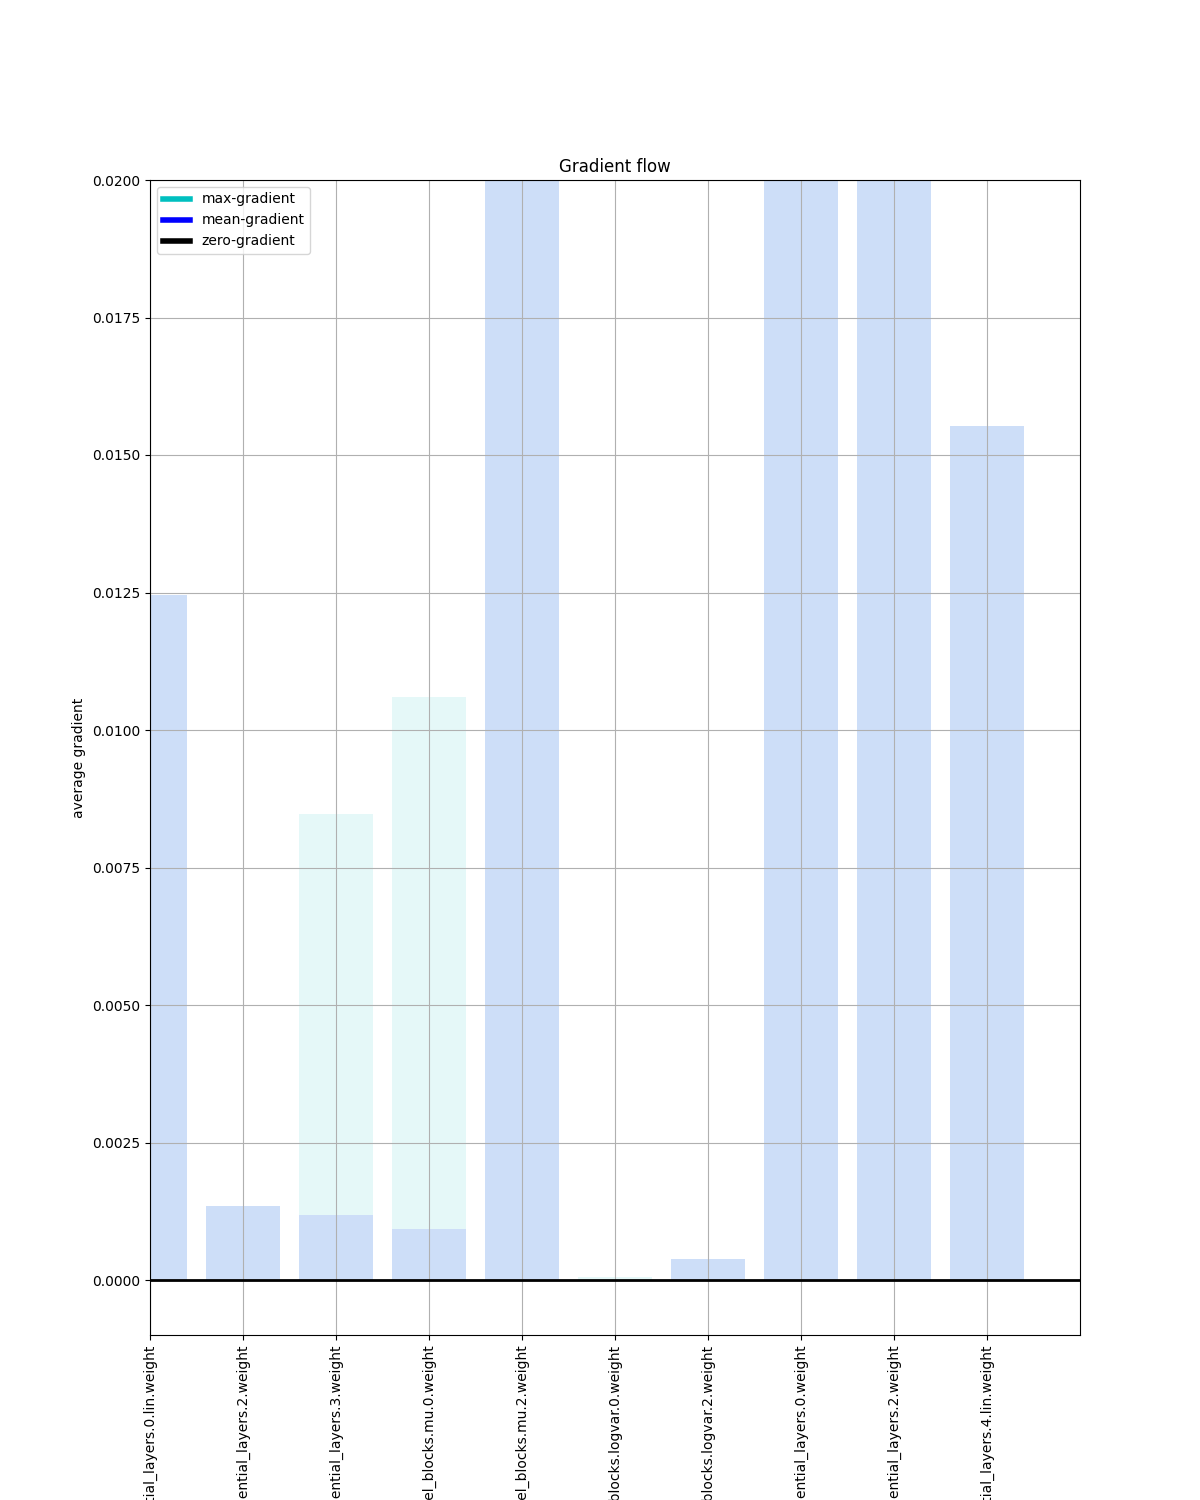 Gradient flow
max-gradient
mean-gradient
zero-gradient
0.0200
0.0175
0.0150
0.0125
0.0100
0.0075
0.0050
0.0025
0.0000
average gradient
tial_layers.0.lin.weight
ential_layers.2.weight
ential_layers.3.weight
el_blocks.mu.0.weight
el_blocks.mu.2.weight
blocks.logvar.0.weight
blocks.logvar.2.weight
ential_layers.0.weight
ential_layers.2.weight
tial_layers.4.lin.weight